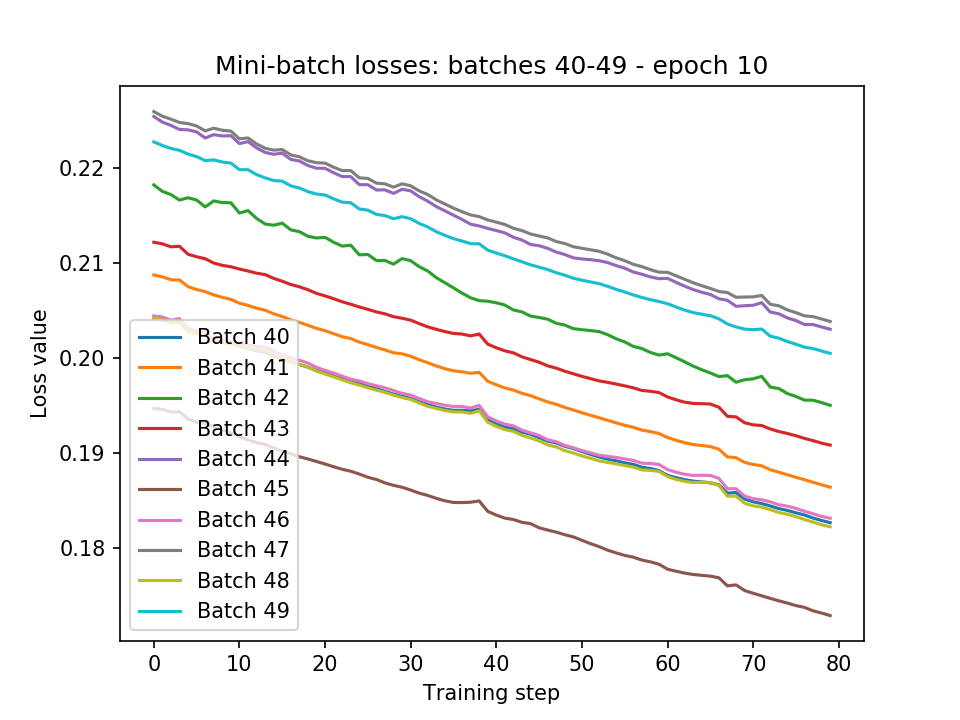 Mini-batch losses: batches 40-49 - epoch 10
Loss value
0.22
0.21
0.20
0.19
0.18
Batch 40
Batch 41
Batch 42
Batch 43
Batch 44
Batch 45
Batch 46
Batch 47
Batch 48
Batch 49
0 10 20 30 40 50 60 70 80
Training step